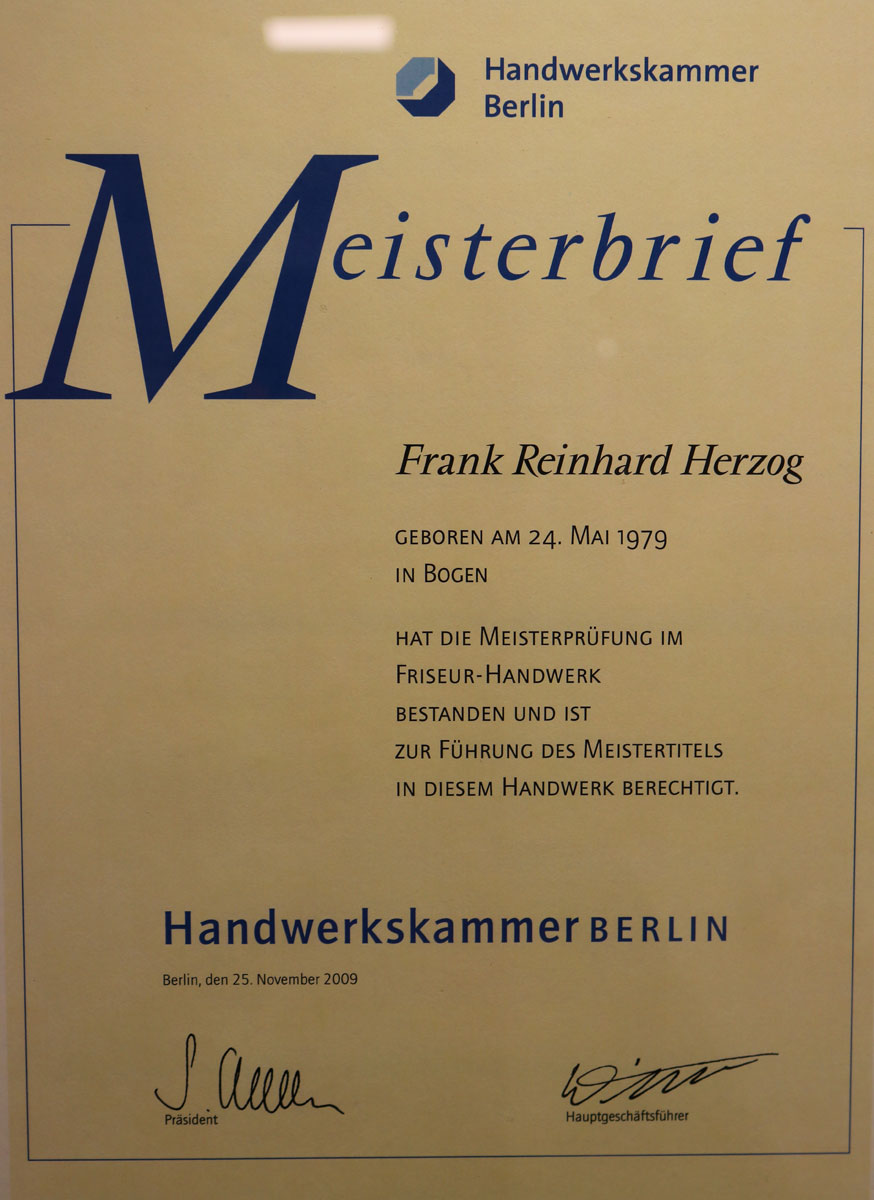 Handwerkskammer
Berlin
Meisterbrief
Frank Reinhard Herzog
GEBOREN AM 24. MAI 1979
IN BOGEN
HAT DIE MEISTERPRÜFUNG IM
FRISEUR-HANDWERK
BESTANDEN UND IST
ZUR FÜHRUNG DES MEISTERTITELS
IN DIESEM HANDWERK BERECHTIGT.
Handwerkskammer BERLIN
Berlin, den 25. November 2009
Präsident
Hauptgeschäftsführer